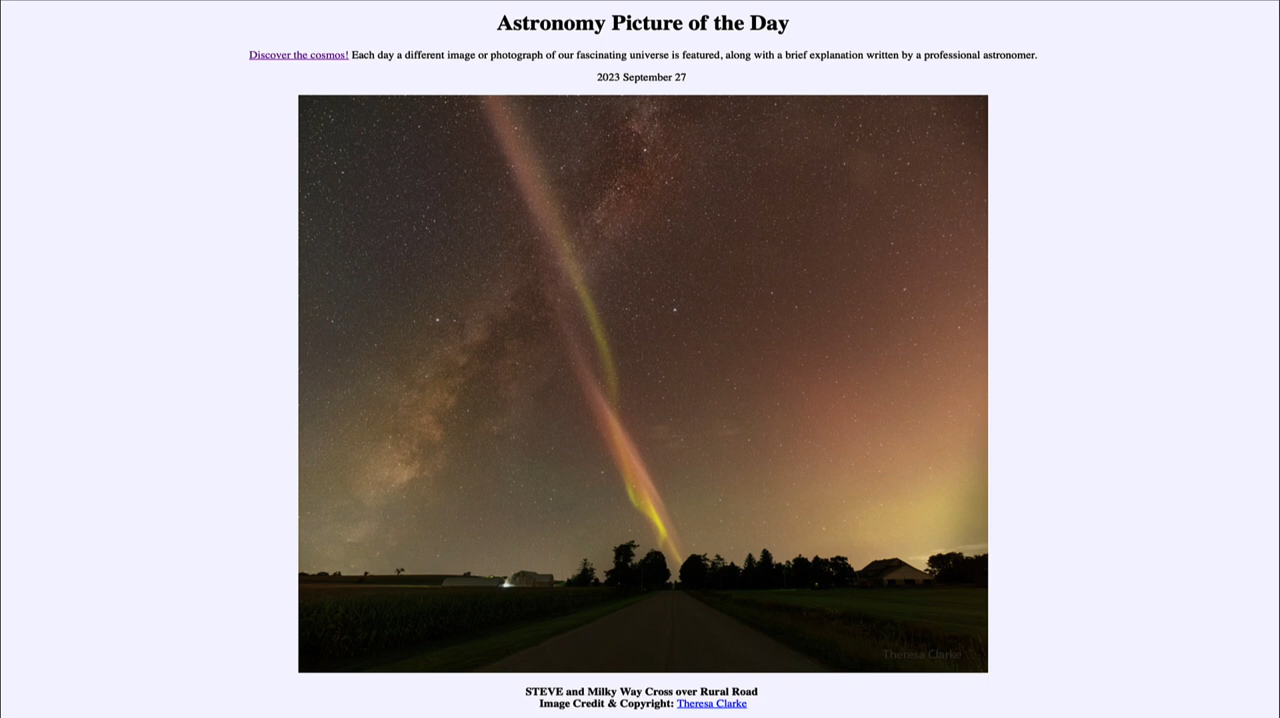 Astronomy Picture of the Day
Discover the cosmos! Each day a different image or photograph of our fascinating universe is featured, along with a brief explanation written by a professional astronomer.
2023 September 27
Theresa Clarke
STEVE and Milky Way Cross over Rural Road
Image Credit & Copyright: Theresa Clarke